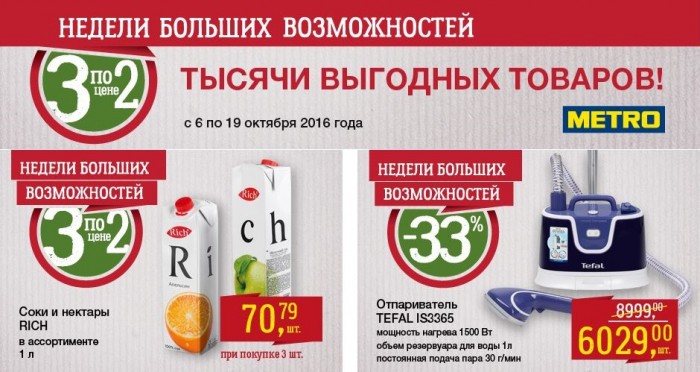 НЕДЕЛИ БОЛЬШИХ ВОЗМОЖНОСТЕЙ
3 по цене 2
ТЫСЯЧИ ВЫГОДНЫХ ТОВАРОВ!
с 6 по 19 октября 2016 года
METRO
НЕДЕЛИ БОЛЬШИХ
ВОЗМОЖНОСТЕЙ
3 по цене 2
Rich
Rich
R i c h
Апельсин
Соки и нектары
RICH
в ассортименте
1 л
70,79 шт.
при покупке 3 шт.
НЕДЕЛИ БОЛЬШИХ
ВОЗМОЖНОСТЕЙ
-33%
Tefal
Отпариватель
TEFAL IS3365
мощность нагрева 1500 Вт
объем резервуара для воды 1л
постоянная подача пара 30 г/мин
8999,00
6029,00 шт.